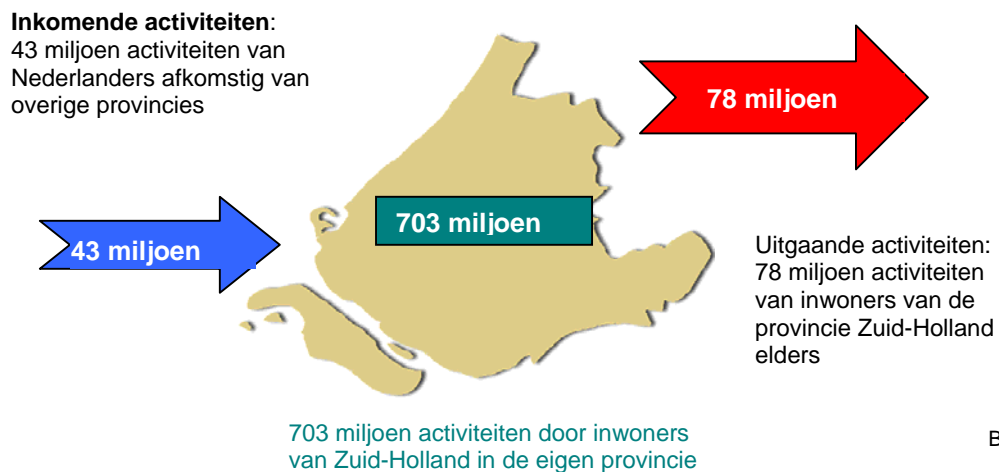 Inkomende activiteiten:
43 miljoen activiteiten van
Nederlanders afkomstig van
overige provincies
78 miljoen
703 miljoen
43 miljoen
Uitgaande activiteiten:
78 miljoen activiteiten
van inwoners van de
provincie Zuid-Holland
elders
703 miljoen activiteiten door inwoners
van Zuid-Holland in de eigen provincie
B